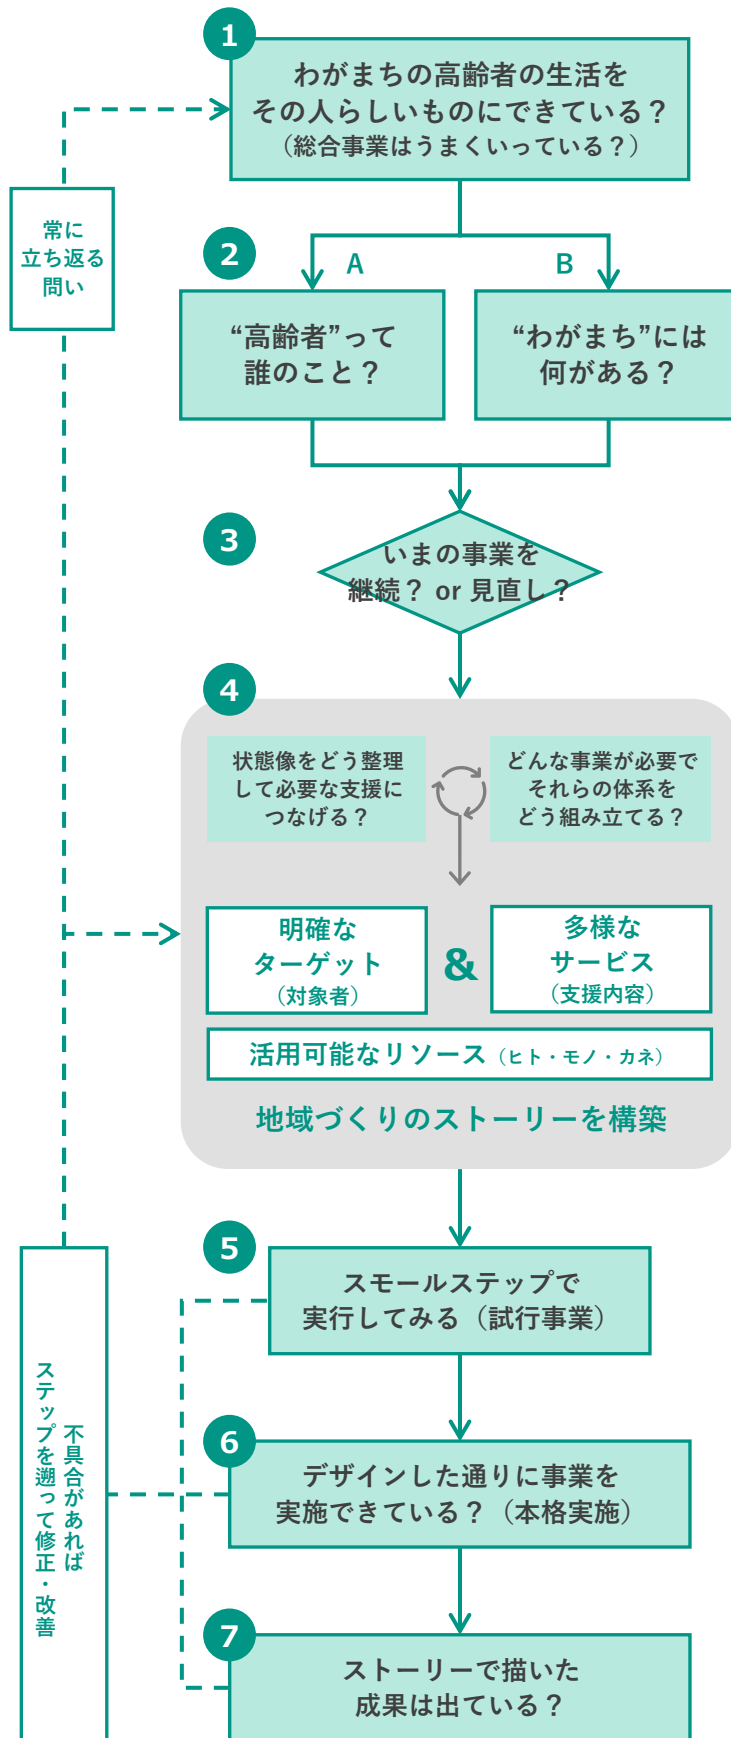 1
わがまちの高齢者の生活を
その人らしいものにできている？
（総合事業はうまくいっている？）
常に
立ち返る
問い
2
A
B
“高齢者”って
誰のこと？
“わがまち”には
何がある？
3
いまの事業を
継続？ or 見直し？
4
状態像をどう整理
して必要な支援に
つなげる？
どんな事業が必要で
それらの体系を
どう組み立てる？
明確な
ターゲット
（対象者）
&
多様な
サービス
（支援内容）
活用可能なリソース（ヒト・モノ・カネ）
地域づくりのストーリーを構築
5
スモールステップで
実行してみる（試行事業）
不具合があれば
ステップを遡って修正・改善
6
デザインした通りに事業を
実施できている？（本格実施）
7
ストーリーで描いた
成果は出ている？